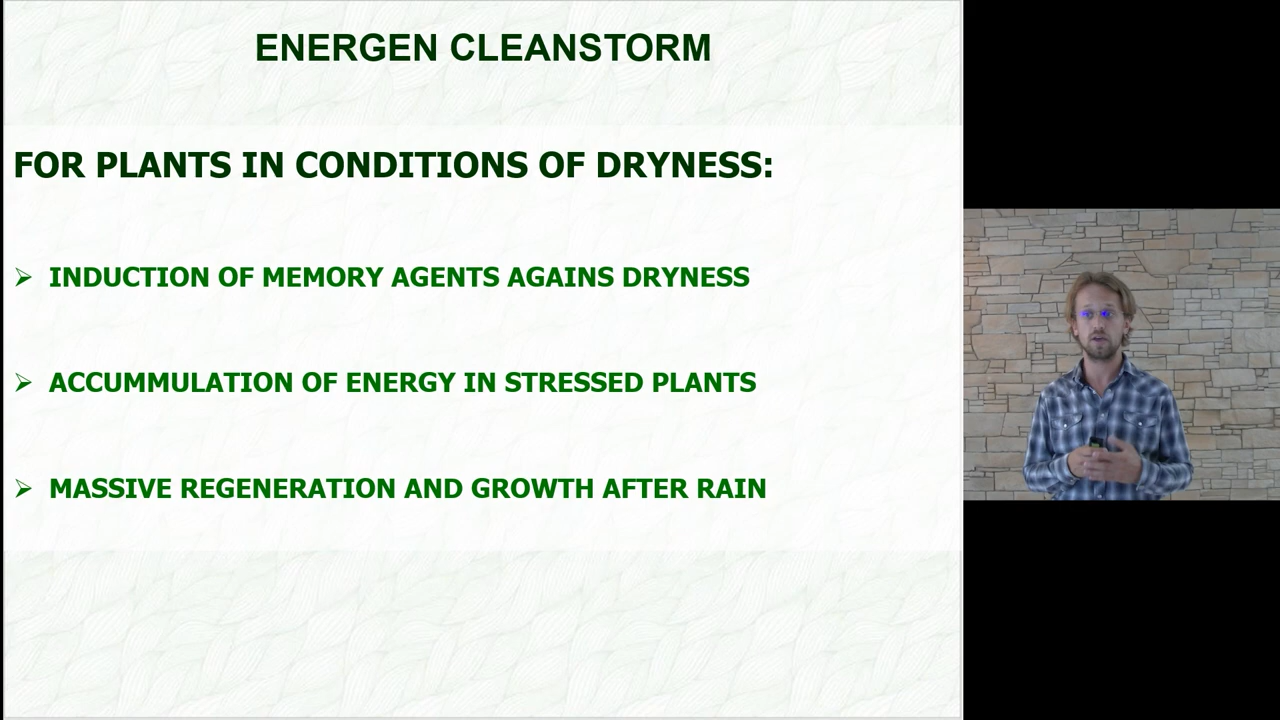 ENERGEN CLEANSTORM
FOR PLANTS IN CONDITIONS OF DRYNESS:
INDUCTION OF MEMORY AGENTS AGAINS DRYNESS
ACCUMMULATION OF ENERGY IN STRESSED PLANTS
MASSIVE REGENERATION AND GROWTH AFTER RAIN